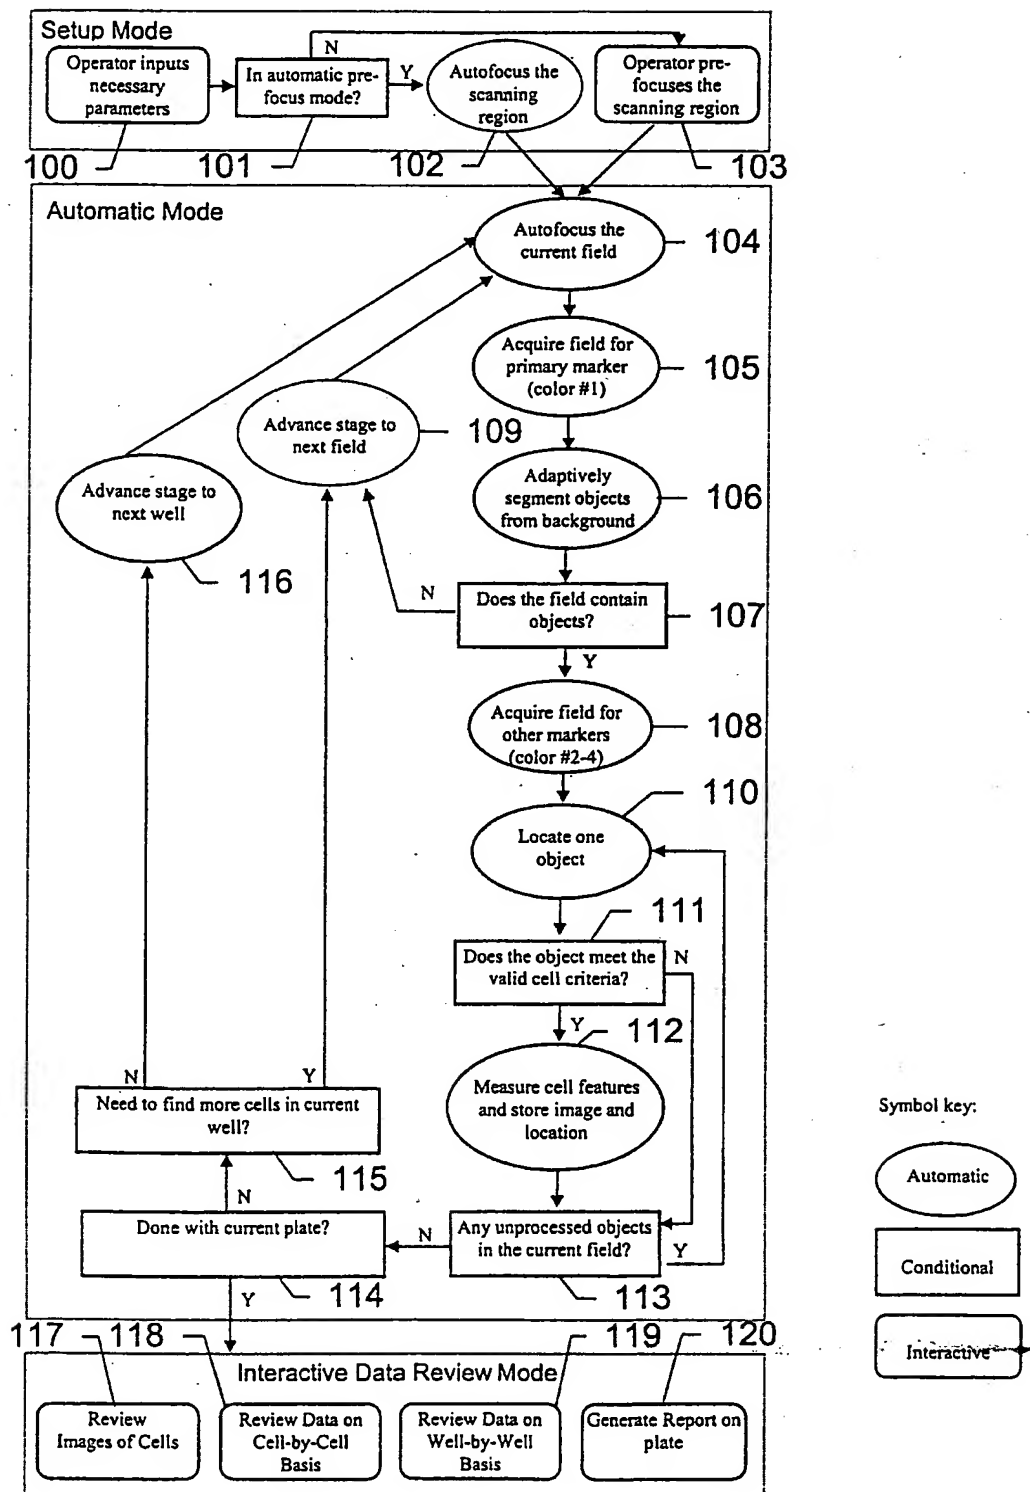 Setup Mode
Operator inputs
necessary
parameters
In automatic pre-
focus mode?
N
Y
Autofocus the
scanning
region
Operator pre-
focuses the
scanning region
100
101
102
103
Automatic Mode
Autofocus the
current field
104
Acquire field for
primary marker
(color #1)
105
Advance stage to
next field
109
Adaptively
segment objects
from background
106
Advance stage to
next well
116
N
Does the field contain
objects?
107
Y
Acquire field for
other markers
(color #2-4)
108
110
Locate one
object
111
Does the object meet the
valid cell criteria?
N
Y
112
Measure cell features
and store image and
location
N
Y
Need to find more cells in current
well?
115
N
Done with current plate?
N
Any unprocessed objects
in the current field?
Y
114
113
Y
Symbol key:
Automatic
Conditional
Interactive
117
118
119
120
Interactive Data Review Mode
Review
Images of Cells
Review Data on
Cell-by-Cell
Basis
Review Data on
Well-by-Well
Basis
Generate Report on
plate